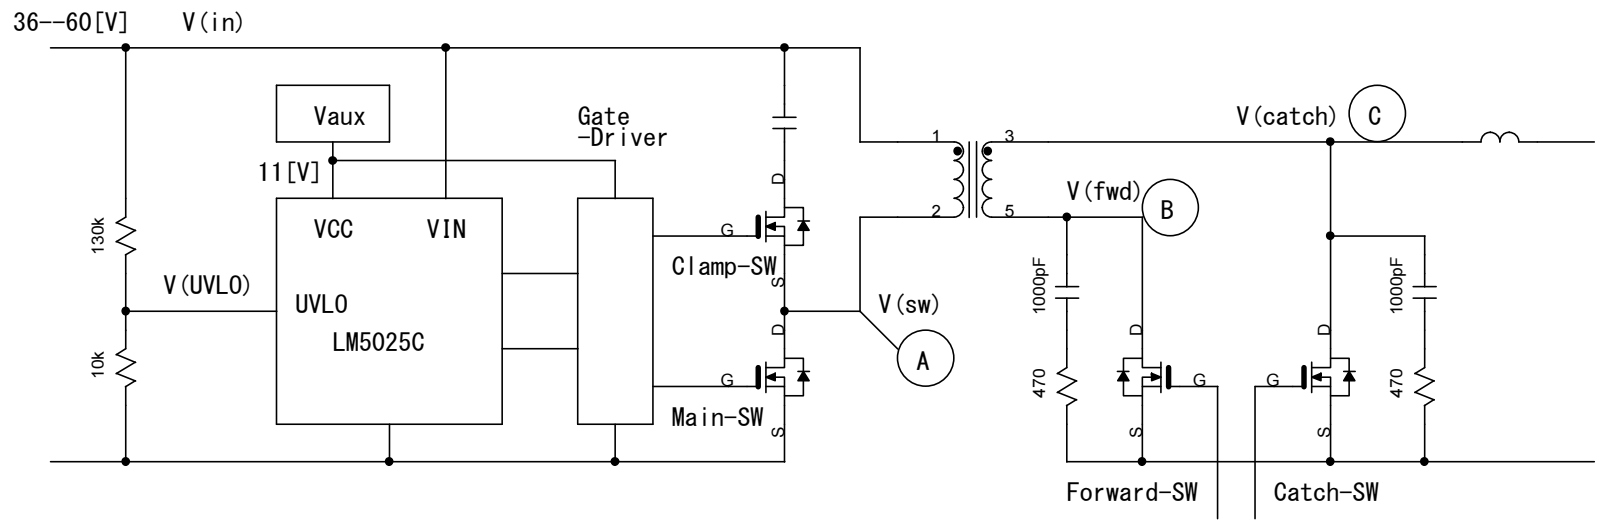 36--60[V] V(in)
Vaux
Gate
-Driver
11[V]
VCC VIN
130k
V(UVLO)
UVLO
LM5025C
10k
D
G
Clamp-SW
S
V(sw)
A
D
G
Main-SW
S
1 3
2 5
V(catch) C
V(fwd) B
1000pF
470
D
G
S
Forward-SW
D
G
S
Catch-SW
1000pF
470